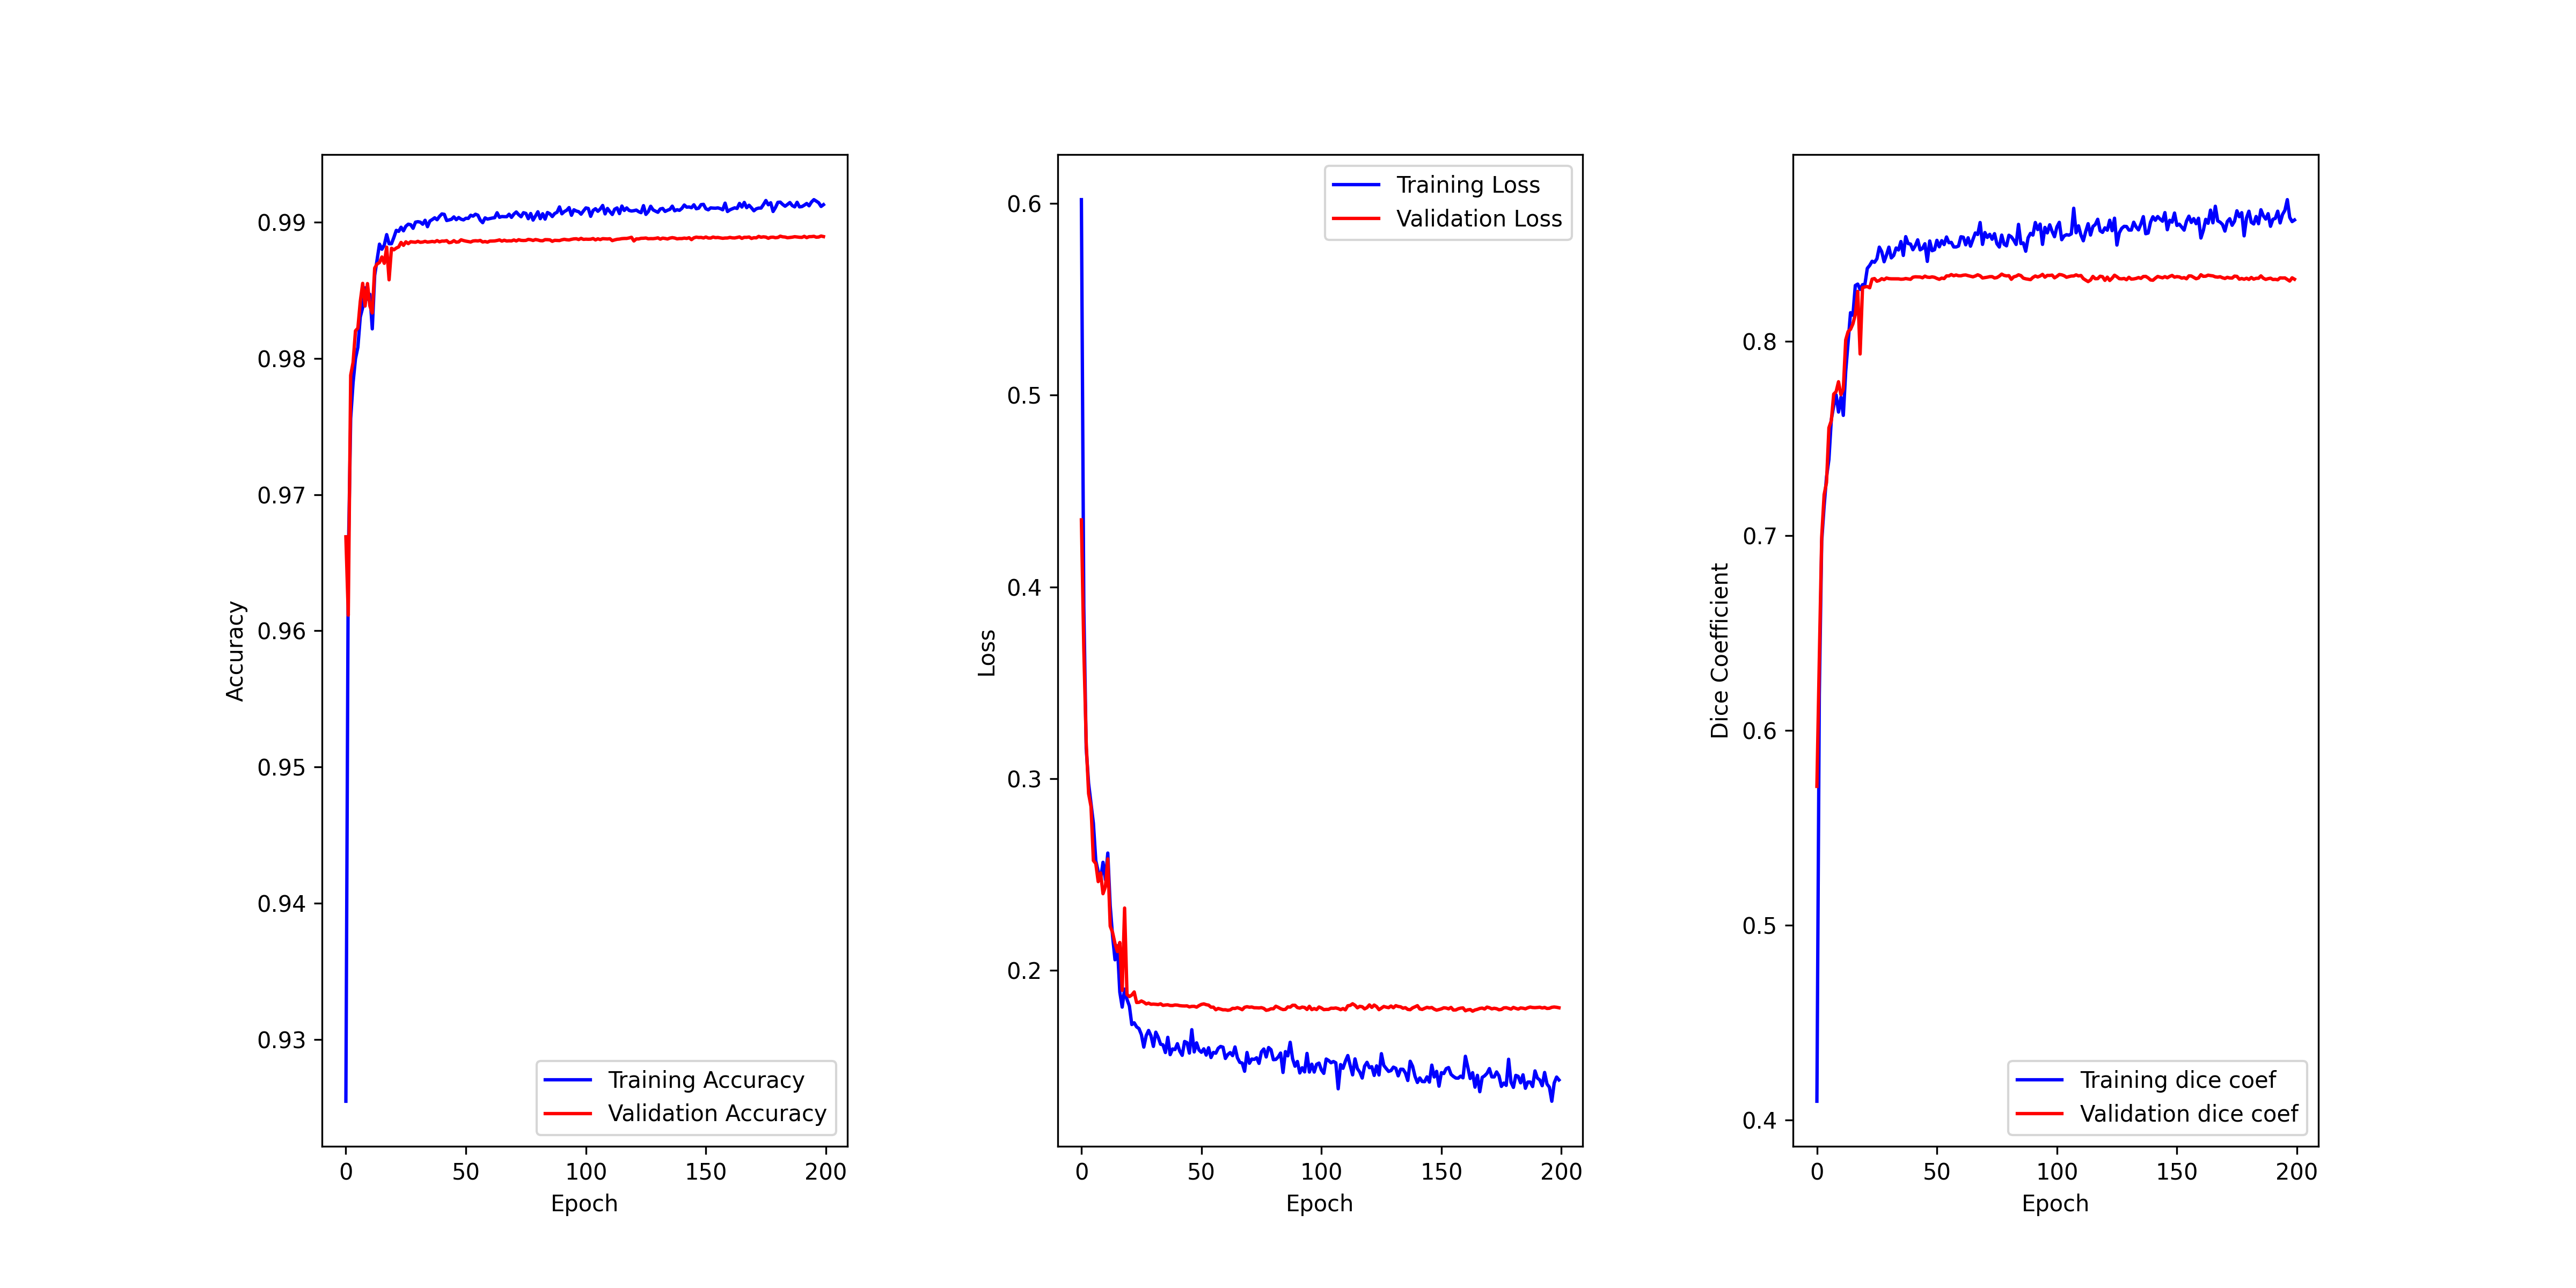 0.99
0.98
0.97
0.96
0.95
0.94
0.93
Accuracy
0 50 100 150 200
Epoch
Training Accuracy
Validation Accuracy
0.6
0.5
0.4
0.3
0.2
Loss
0 50 100 150 200
Epoch
Training Loss
Validation Loss
0.8
0.7
0.6
0.5
0.4
Dice Coefficient
0 50 100 150 200
Epoch
Training dice coef
Validation dice coef